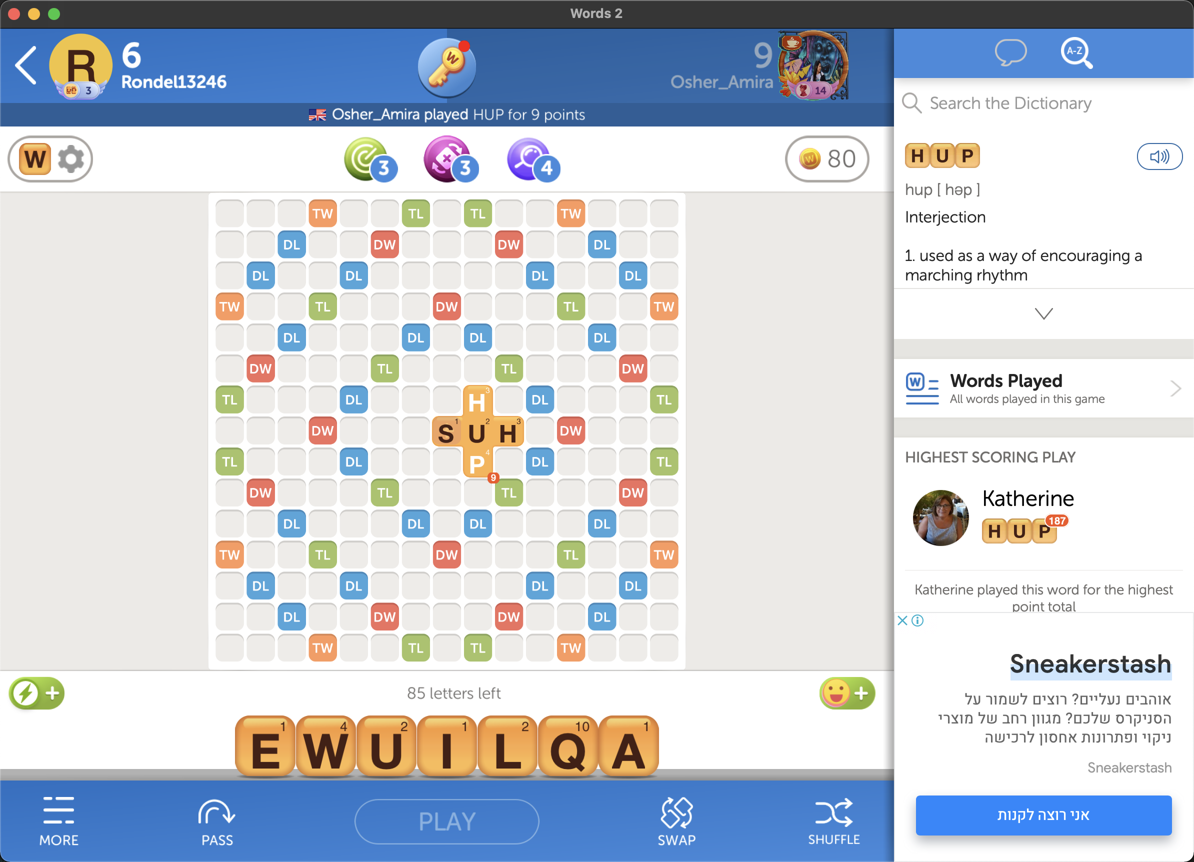 Words 2
R
3
6
Rondel13246
W
9
Osher_Amira
14
Osher_Amira played HUP for 9 points
W
3
3
4
80
TW TL TL TW
DL DW DW DL
DL DL DL DL
TW TL DW TL TW
DL DL DL DL
DW TL TL DW
TL DL H DL TL
DW S 1 U 2 H 3 DW
TL DL P 4 DL TL
9
DW TL TL DW
DL DL DL DL
TW TL DW TL TW
DL DL DL DL
DL DW DW DL
TW TL TL TW
85 letters left
E 1 W 4 U 2 I 1 L 2 Q 10 A 1
MORE
PASS
PLAY
SWAP
SHUFFLE
A-Z
Search the Dictionary
HUP
hup [ həp ]
Interjection
1. used as a way of encouraging a
marching rhythm
W
Words Played
All words played in this game
HIGHEST SCORING PLAY
Katherine
HUP
187
Katherine played this word for the highest
point total
Sneakerstash
אוהבים נעליים? רוצים לשמור על
הסניקרס שלכם? מגוון רחב של מוצרי
ניקוי ופתרונות אחסון לרכישה
Sneakerstash
אני רוצה לקנות